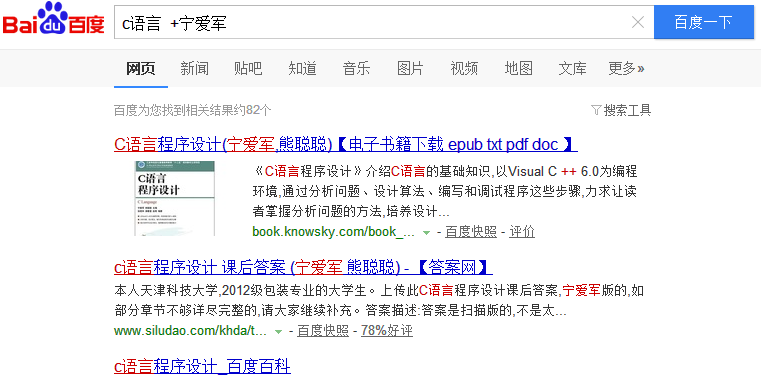 Bai du 百度 c语言 +宁爱军 百度一下
网页 新闻 贴吧 知道 音乐 图片 视频 地图 文库 更多»
百度为您找到相关结果约82个 搜索工具
C语言程序设计(宁爱军,熊聪聪)【电子书籍下载 epub txt pdf doc 】
C语言
程序设计
C Language
《C语言程序设计》介绍C语言的基础知识,以Visual C ++ 6.0为编程
环境,通过分析问题、设计算法、编写和调试程序这些步骤,力求让读
者掌握分析问题的方法,培养设计...
book.knowsky.com/book_... - 百度快照 - 评价
c语言程序设计 课后答案 (宁爱军 熊聪聪) - 【答案网】
本人天津科技大学,2012级包装专业的大学生。上传此C语言程序设计课后答案,宁爱军版的,如
部分章节不够详尽完整的,请大家继续补充。答案描述:答案是扫描版的,不是太...
www.siludao.com/khda/t... - 百度快照 - 78%好评
c语言程序设计_百度百科